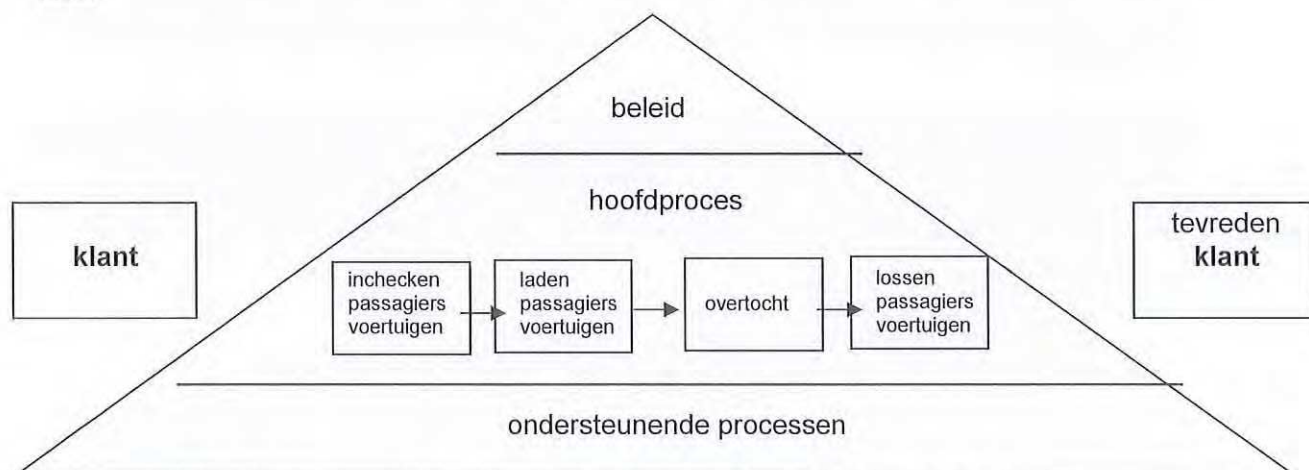 beleid
hoofdproces
klant
inchecken
passagiers
voertuigen
laden
passagiers
voertuigen
overtocht
lossen
passagiers
voertuigen
tevreden
klant
ondersteunende processen